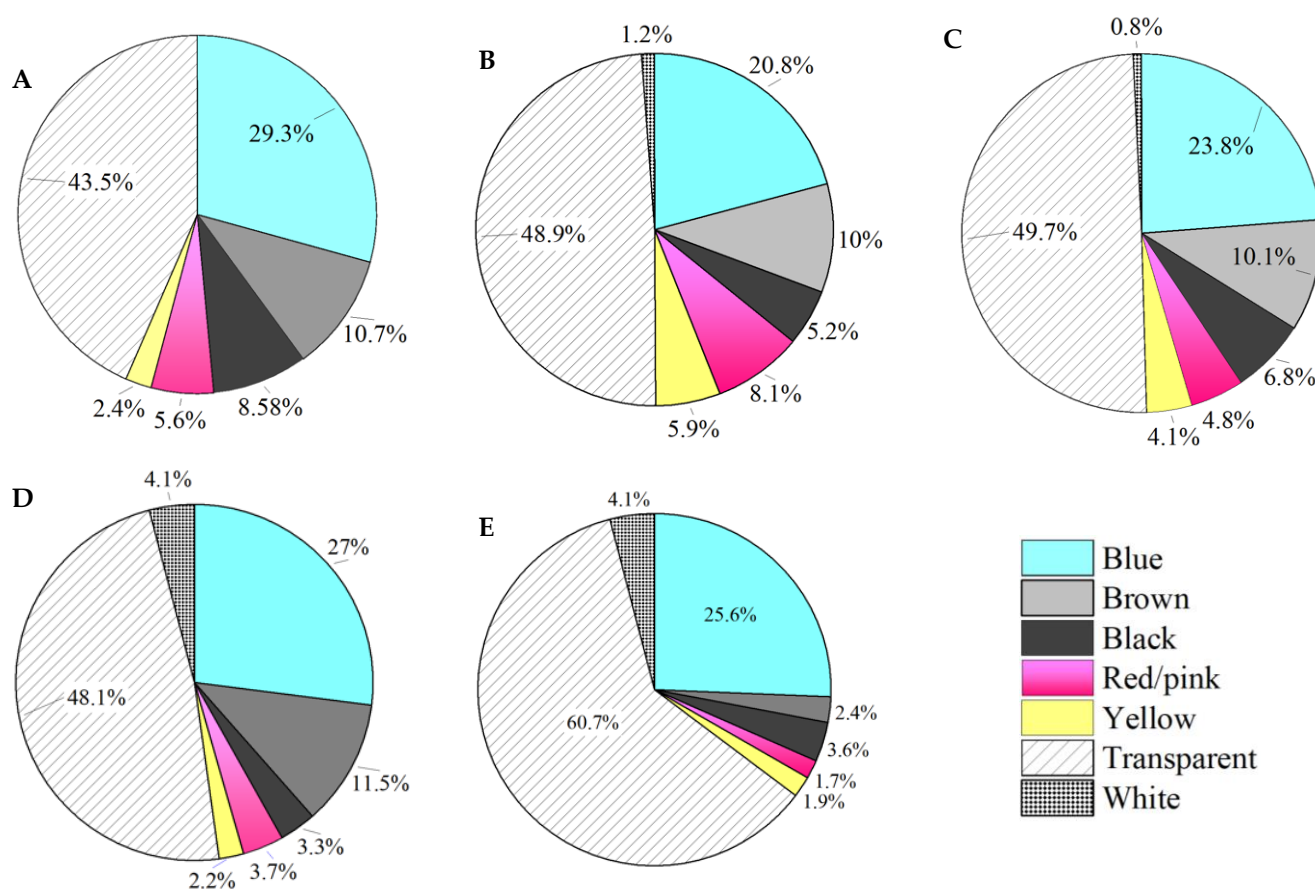 A
29.3%
43.5%
10.7%
8.58%
5.6%
2.4%
B
1.2%
20.8%
48.9%
10%
5.2%
8.1%
5.9%
C
0.8%
23.8%
49.7%
10.1%
6.8%
4.8%
4.1%
D
4.1%
27%
48.1%
11.5%
3.3%
3.7%
2.2%
E
4.1%
25.6%
60.7%
2.4%
3.6%
1.7%
1.9%
Blue
Brown
Black
Red/pink
Yellow
Transparent
White